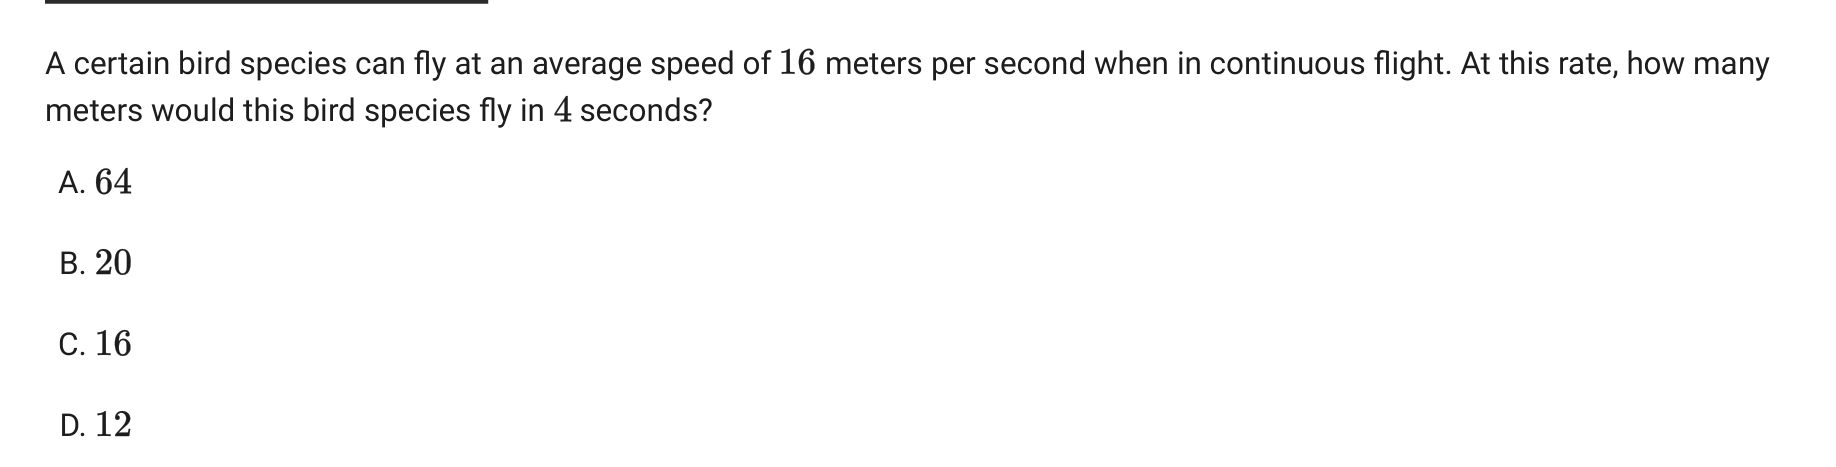 A certain bird species can fly at an average speed of 16 meters per second when in continuous flight. At this rate, how many
meters would this bird species fly in 4 seconds?
A. 64
B. 20
C. 16
D. 12